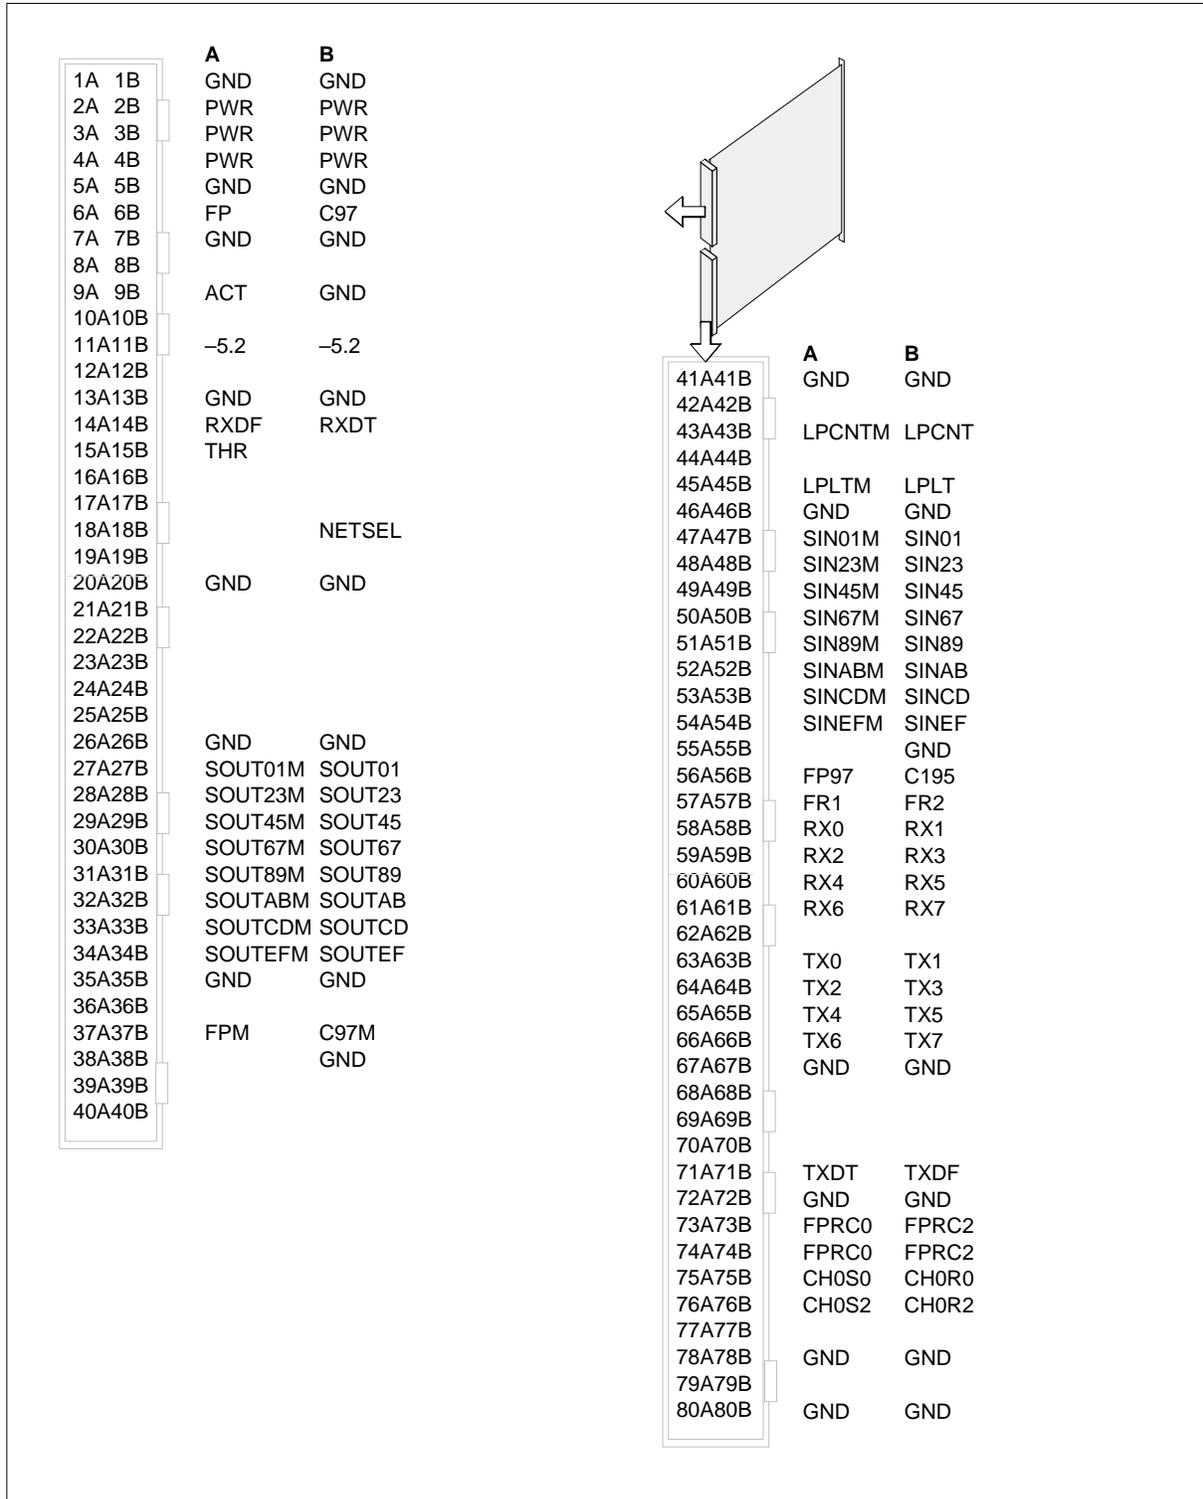 A B
1A 1B GND GND
2A 2B PWR PWR
3A 3B PWR PWR
4A 4B PWR PWR
5A 5B GND GND
6A 6B FP C97
7A 7B GND GND
8A 8B
9A 9B ACT GND
10A10B
11A11B –5.2 –5.2
12A12B
13A13B GND GND
14A14B RXDF RXDT
15A15B THR
16A16B
17A17B
18A18B NETSEL
19A19B
20A20B GND GND
21A21B
22A22B
23A23B
24A24B
25A25B
26A26B GND GND
27A27B SOUT01M SOUT01
28A28B SOUT23M SOUT23
29A29B SOUT45M SOUT45
30A30B SOUT67M SOUT67
31A31B SOUT89M SOUT89
32A32B SOUTABM SOUTAB
33A33B SOUTCDM SOUTCD
34A34B SOUTEFM SOUTEF
35A35B GND GND
36A36B
37A37B FPM C97M
38A38B GND
39A39B
40A40B
A B
41A41B GND GND
42A42B
43A43B LPCNTM LPCNT
44A44B
45A45B LPLTM LPLT
46A46B GND GND
47A47B SIN01M SIN01
48A48B SIN23M SIN23
49A49B SIN45M SIN45
50A50B SIN67M SIN67
51A51B SIN89M SIN89
52A52B SINABM SINAB
53A53B SINCDM SINCD
54A54B SINEFM SINEF
55A55B GND
56A56B FP97 C195
57A57B FR1 FR2
58A58B RX0 RX1
59A59B RX2 RX3
60A60B RX4 RX5
61A61B RX6 RX7
62A62B
63A63B TX0 TX1
64A64B TX2 TX3
65A65B TX4 TX5
66A66B TX6 TX7
67A67B GND GND
68A68B
69A69B
70A70B
71A71B TXDT TXDF
72A72B GND GND
73A73B FPRC0 FPRC2
74A74B FPRC0 FPRC2
75A75B CH0S0 CH0R0
76A76B CH0S2 CH0R2
77A77B
78A78B GND GND
79A79B
80A80B GND GND